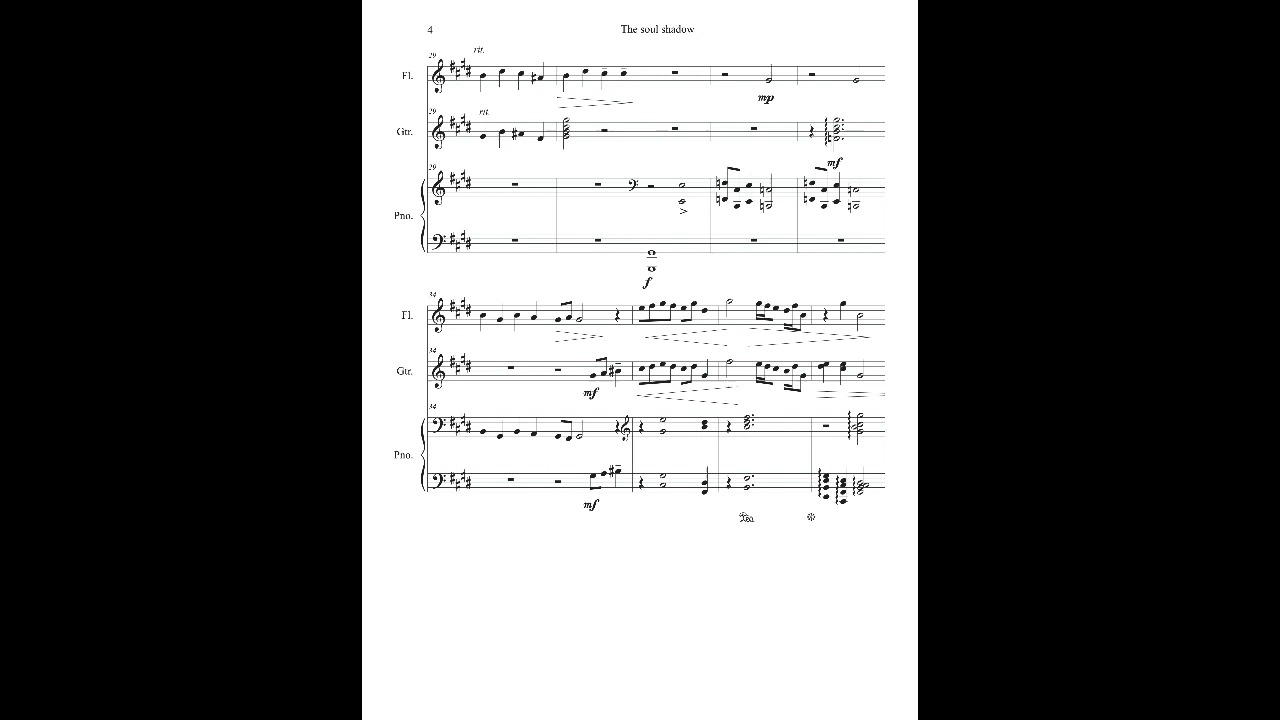 4 The soul shadow
29 rit.
Fl.
mp
29 rit.
Gtr.
mf
29
Pno.
f
34
Fl.
34
Gtr.
mf
34
Pno.
mf
Ped.